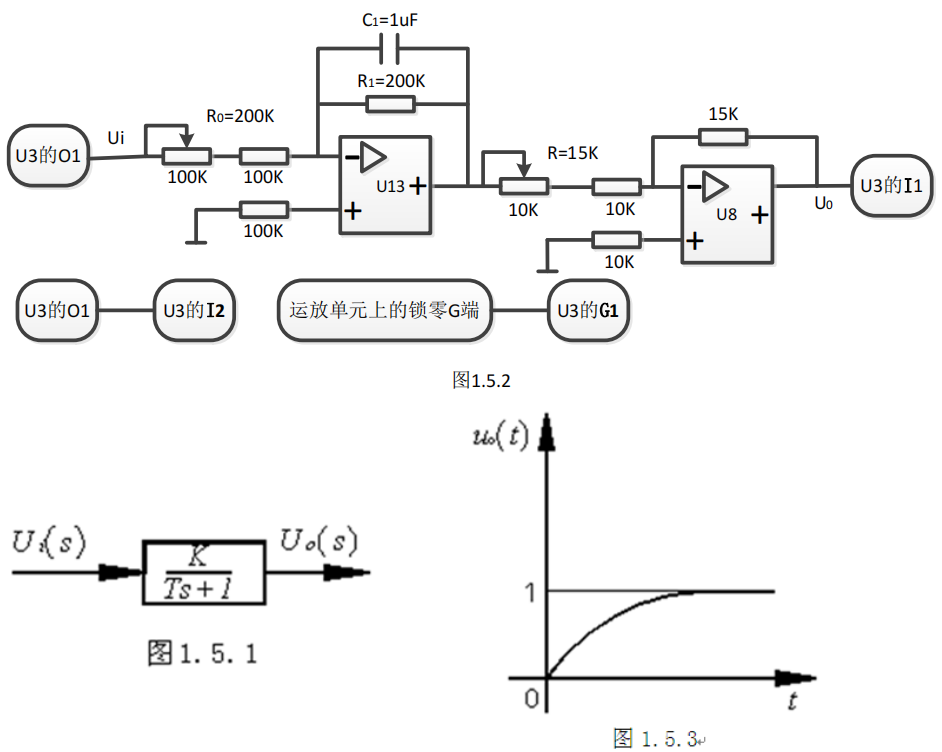 C1=1uF
R1=200K
Ui
R0=200K
15K
U3的O1
100K
100K
U13
R=15K
U3的I1
10K
10K
U8
U0
100K
10K
U3的O1
U3的I2
运放单元上的锁零G端
U3的G1
图1.5.2
uo(t)
Ui(s)
K
Ts+1
Uo(s)
1
0
t
图1.5.1
图 1.5.3